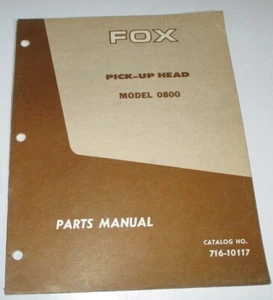 FOX
PICK-UP HEAD
MODEL 0800
PARTS MANUAL
CATALOG NO.
716-10117